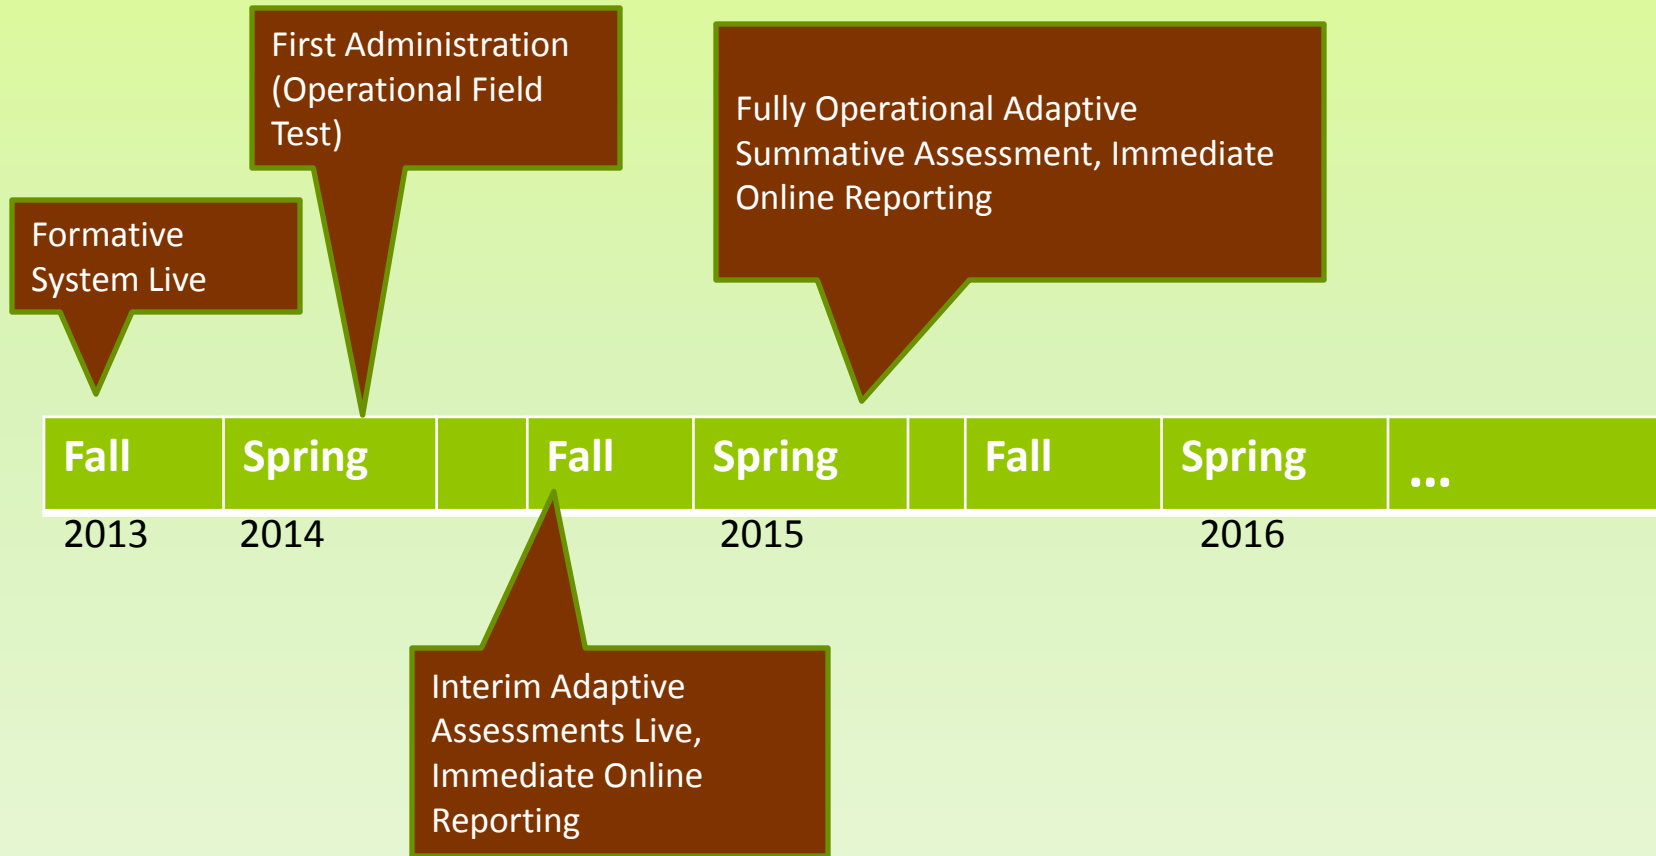 First Administration
(Operational Field
Test)
Fully Operational Adaptive
Summative Assessment, Immediate
Online Reporting
Formative
System Live
Fall Spring Fall Spring Fall Spring ...
2013 2014 2015 2016
Interim Adaptive
Assessments Live,
Immediate Online
Reporting